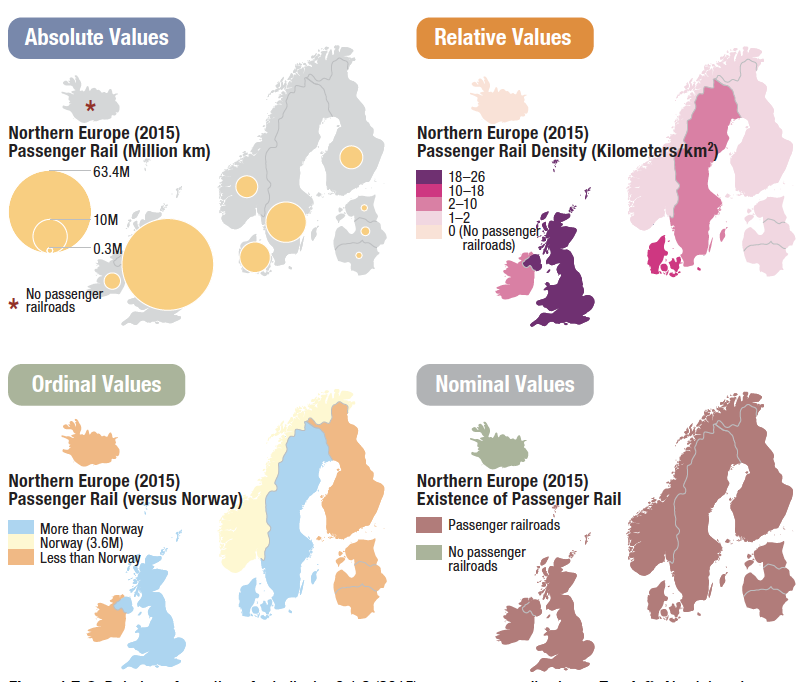 Absolute Values
*
Northern Europe (2015)
Passenger Rail (Million km)
63.4M
10M
0.3M
* No passenger
railroads
Relative Values
Northern Europe (2015)
Passenger Rail Density (Kilometers/km²)
18–26
10–18
2–10
1–2
0 (No passenger
railroads)
Ordinal Values
Northern Europe (2015)
Passenger Rail (versus Norway)
More than Norway
Norway (3.6M)
Less than Norway
Nominal Values
Northern Europe (2015)
Existence of Passenger Rail
Passenger railroads
No passenger
railroads